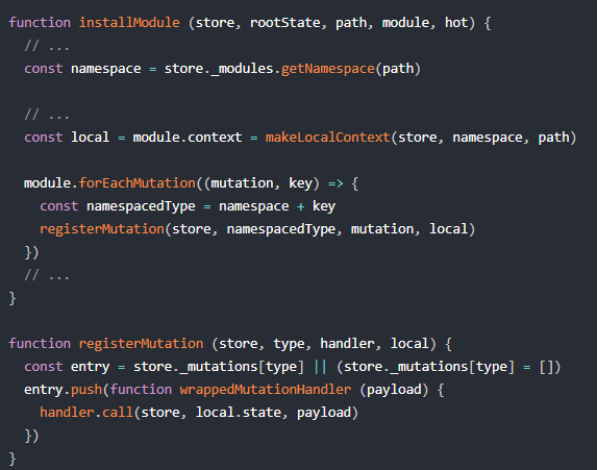 function installModule (store, rootState, path, module, hot) {
  // ...
  const namespace = store._modules.getNamespace(path)

  // ...
  const local = module.context = makeLocalContext(store, namespace, path)

  module.forEachMutation((mutation, key) => {
    const namespacedType = namespace + key
    registerMutation(store, namespacedType, mutation, local)
  })
  // ...
}

function registerMutation (store, type, handler, local) {
  const entry = store._mutations[type] || (store._mutations[type] = [])
  entry.push(function wrappedMutationHandler (payload) {
    handler.call(store, local.state, payload)
  })
}